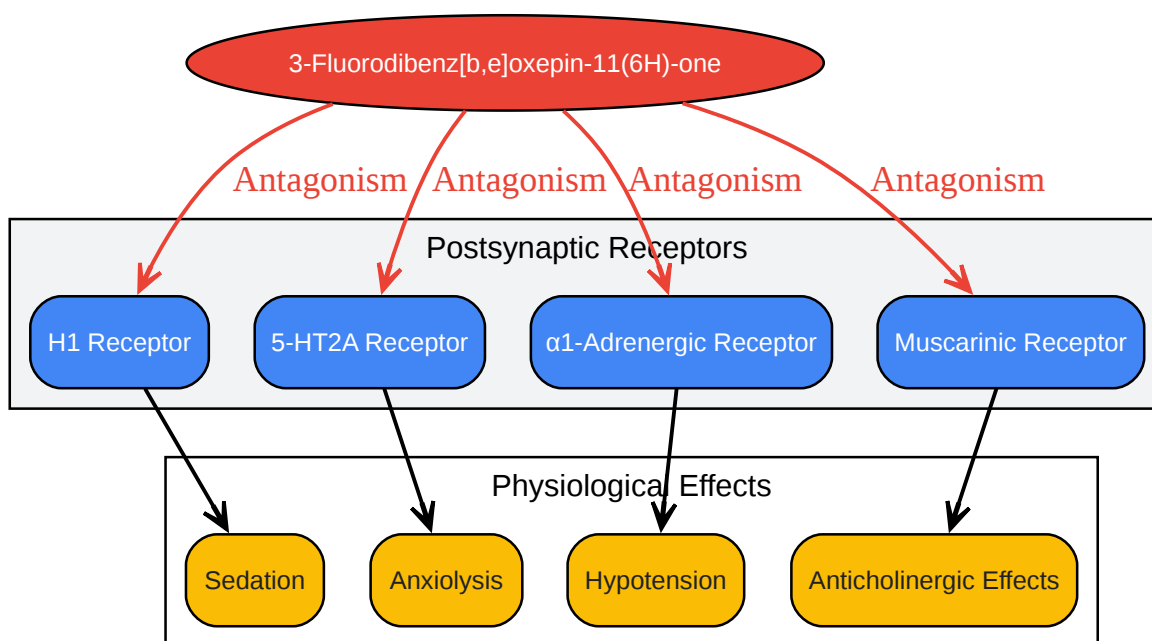 3-Fluorodibenz[b,e]oxepin-11(6H)-one
Antagonism
Antagonism
Antagonism
Antagonism
Postsynaptic Receptors
H1 Receptor
5-HT2A Receptor
α1-Adrenergic Receptor
Muscarinic Receptor
Physiological Effects
Sedation
Anxiolysis
Hypotension
Anticholinergic Effects